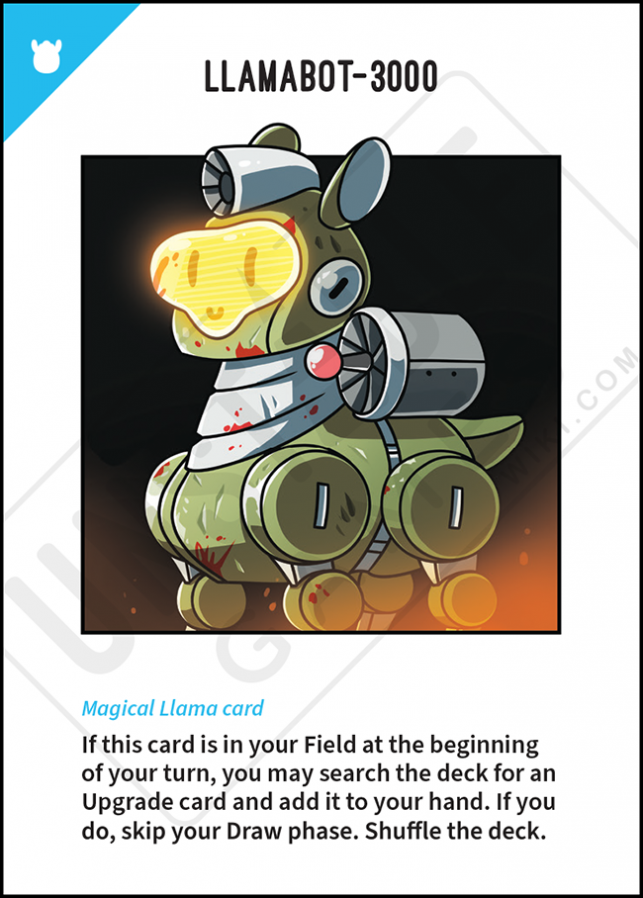 LLAMABOT-3000
Magical Llama card
If this card is in your Field at the beginning
of your turn, you may search the deck for an
Upgrade card and add it to your hand. If you
do, skip your Draw phase. Shuffle the deck.